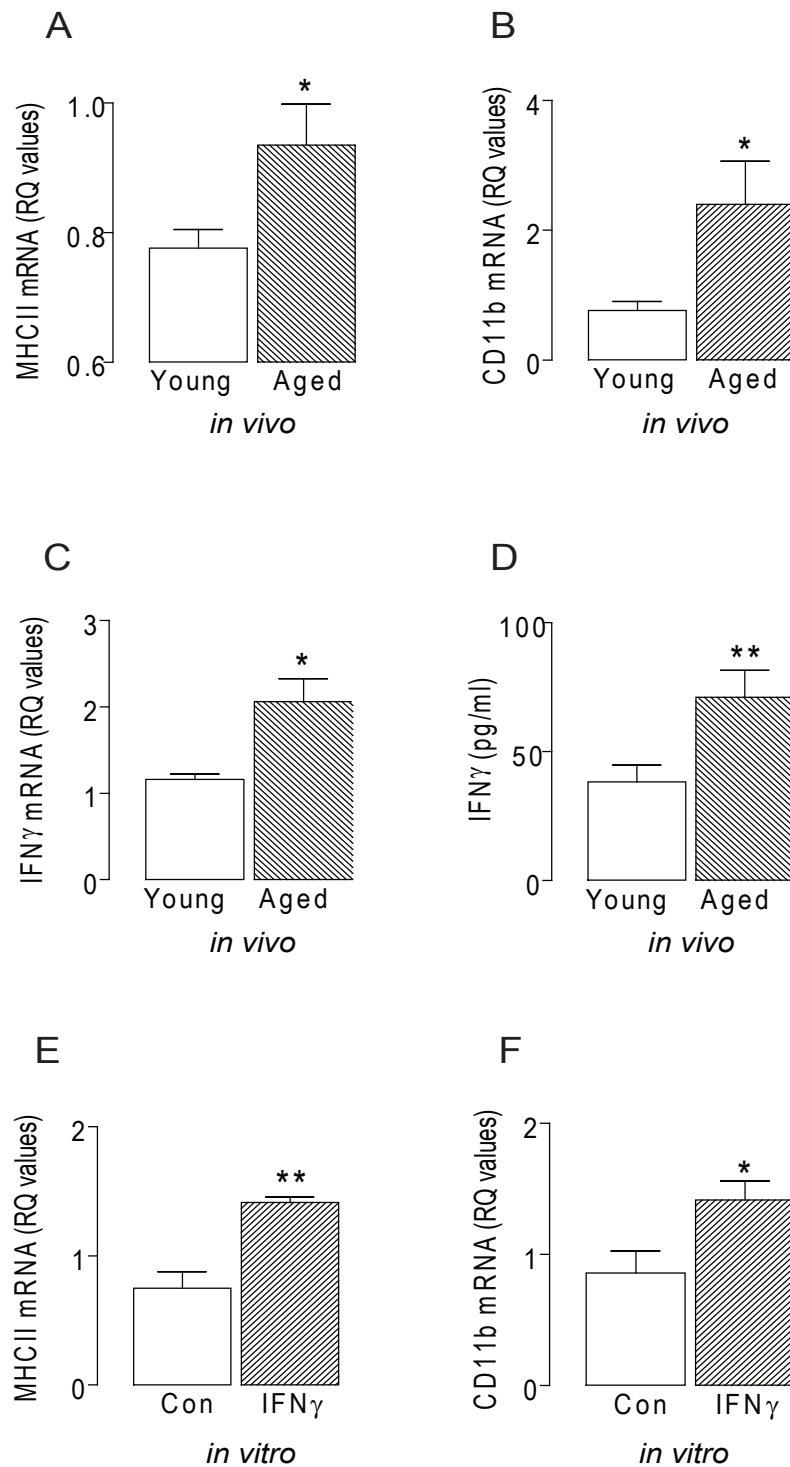 A
MHCII mRNA (RQ values)
1.0
0.8
0.6
*
Young Aged
in vivo
B
CD11b mRNA (RQ values)
4
2
0
*
Young Aged
in vivo
C
IFNγ mRNA (RQ values)
3
2
1
0
*
Young Aged
in vivo
D
IFNγ (pg/ml)
100
50
0
**
Young Aged
in vivo
E
MHCII mRNA (RQ values)
2
1
0
**
Con IFNγ
in vitro
F
CD11b mRNA (RQ values)
2
1
0
*
Con IFNγ
in vitro